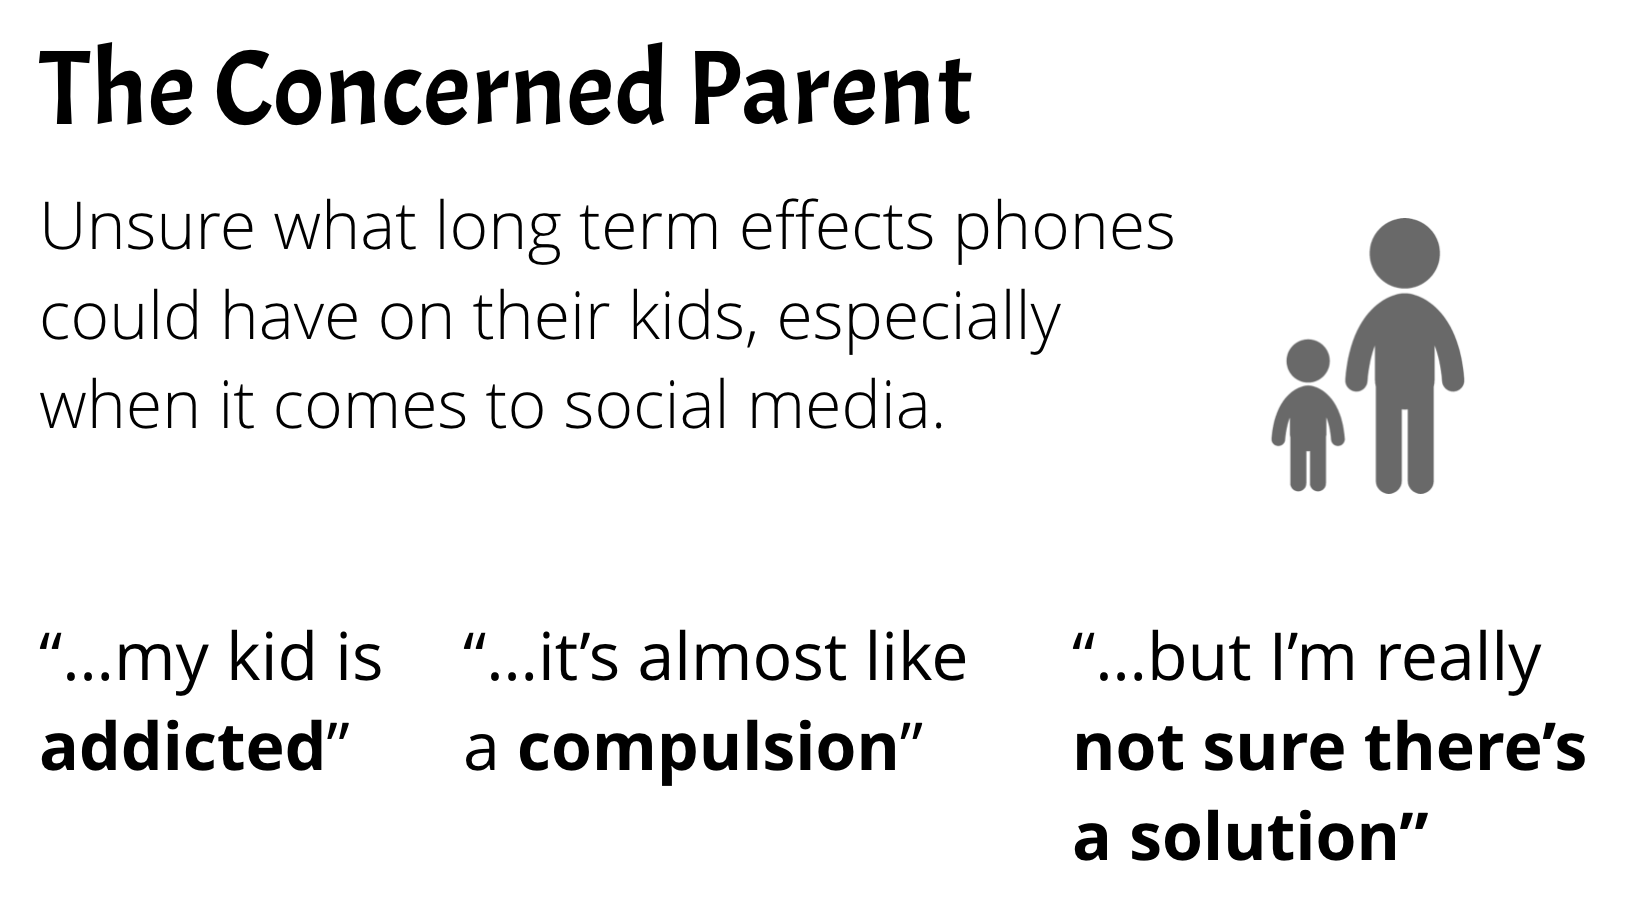 The Concerned Parent
Unsure what long term effects phones
could have on their kids, especially
when it comes to social media.
“...my kid is
addicted”
“...it’s almost like
a compulsion”
“...but I’m really
not sure there’s
a solution”